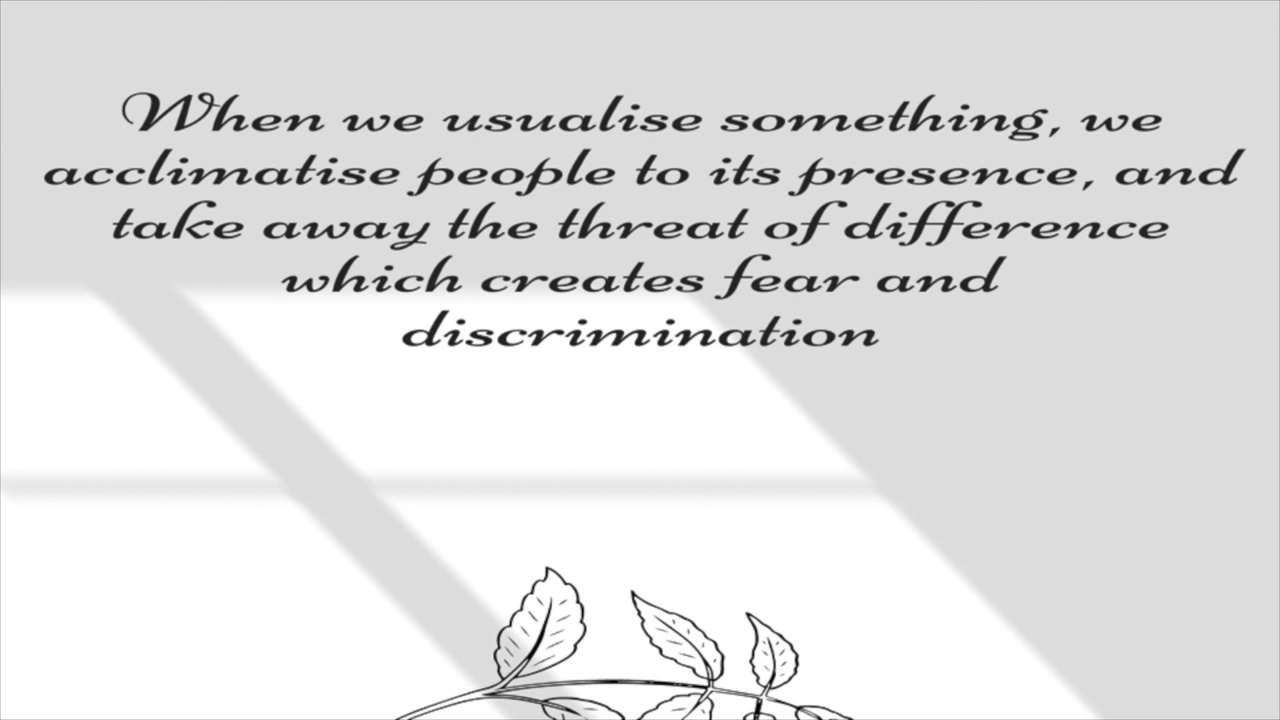 When we usualise something, we
acclimatise people to its presence, and
take away the threat of difference
which creates fear and
discrimination